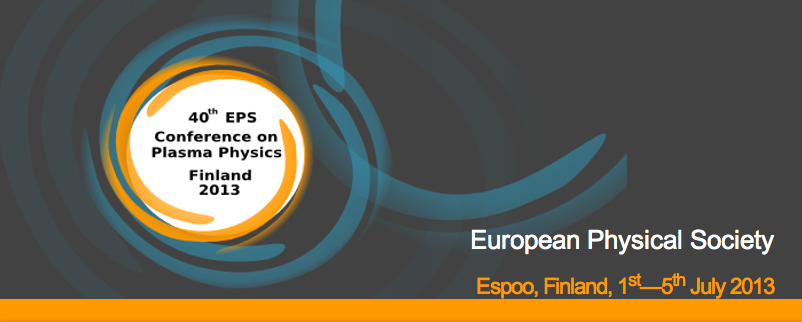 40th EPS
Conference on
Plasma Physics
Finland
2013
European Physical Society
Espoo, Finland, 1st—5th July 2013